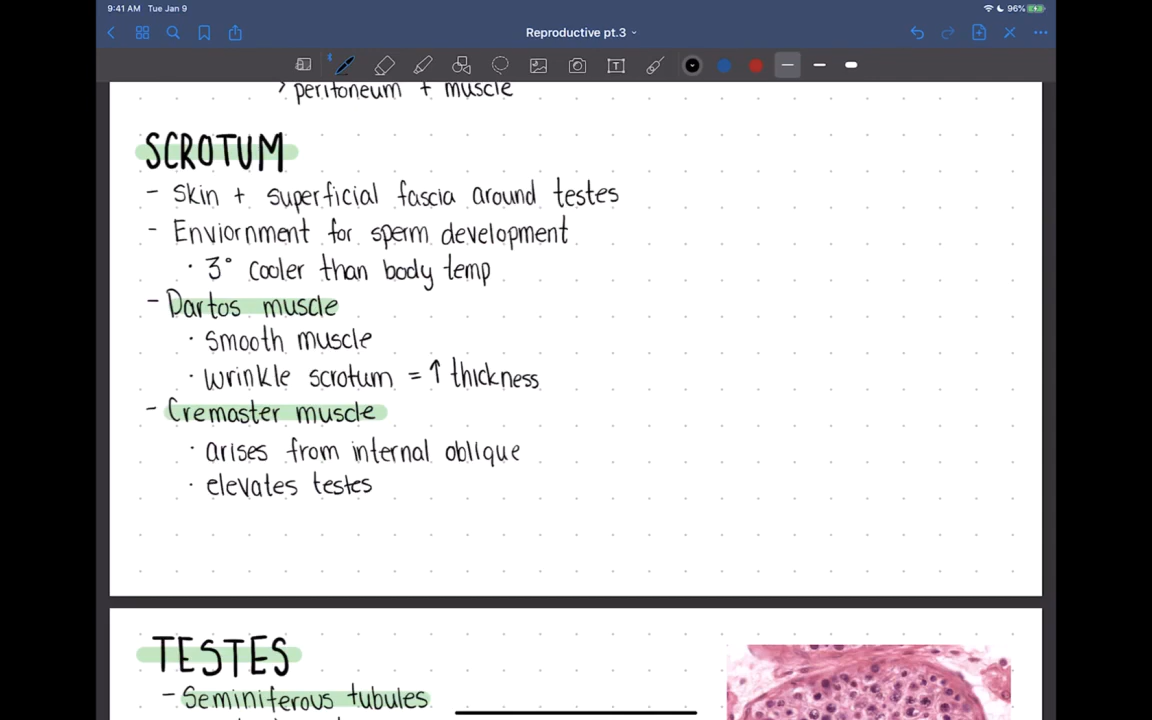 9:41 AM Tue Jan 9
96%
Reproductive pt.3
> peritoneum + muscle
SCROTUM
- Skin + superficial fascia around testes
- Enviornment for sperm development
· 3° cooler than body temp
- Dartos muscle
· smooth muscle
· wrinkle scrotum = ↑ thickness
- Cremaster muscle
· arises from internal oblique
· elevates testes
TESTES
- Seminiferous tubules